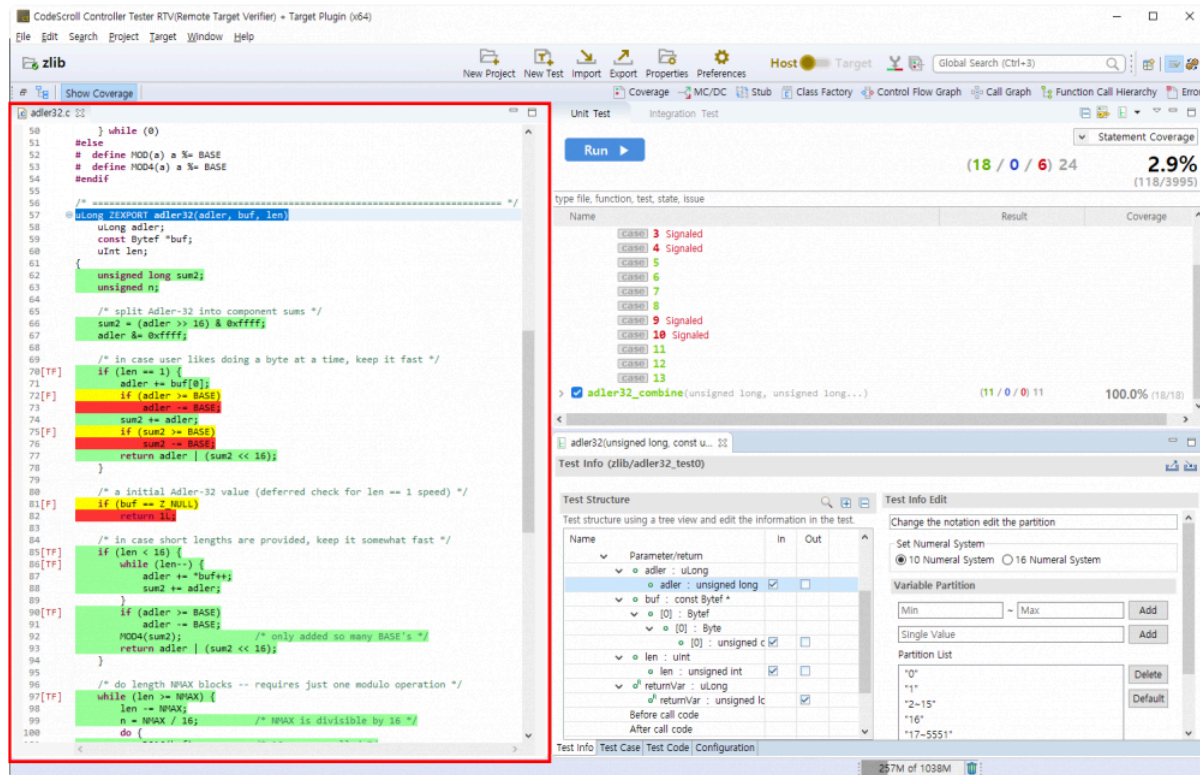 CodeScroll Controller Tester RTV(Remote Target Verifier) + Target Plugin (x64)
File Edit Search Project Target Window Help
zlib
New Project New Test Import Export Properties Preferences
Host Target
Global Search (Ctrl+3)
Show Coverage
Coverage MC/DC Stub Class Factory Control Flow Graph Call Graph Function Call Hierarchy Error
adler32.c
50 } while (0)
51 #else
52 # define MOD(a) a %= BASE
53 # define MOD4(a) a %= BASE
54 #endif
55
56 /* ========================================================================= */
57 uLong ZEXPORT adler32(adler, buf, len)
58 uLong adler;
59 const Bytef *buf;
60 uInt len;
61 {
62 unsigned long sum2;
63 unsigned n;
64
65 /* split Adler-32 into component sums */
66 sum2 = (adler >> 16) & 0xffff;
67 adler &= 0xffff;
68
69 /* in case user likes doing a byte at a time, keep it fast */
70[TF] if (len == 1) {
71 adler += buf[0];
72[F] if (adler >= BASE)
73 adler -= BASE;
74 sum2 += adler;
75[F] if (sum2 >= BASE)
76 sum2 -= BASE;
77 return adler | (sum2 << 16);
78 }
79
80 /* a initial Adler-32 value (deferred check for len == 1 speed) */
81[F] if (buf == Z_NULL)
82 return 1L;
83
84 /* in case short lengths are provided, keep it somewhat fast */
85[TF] if (len < 16) {
86[TF] while (len--) {
87 adler += *buf++;
88 sum2 += adler;
89 }
90[TF] if (adler >= BASE)
91 adler -= BASE;
92 MOD4(sum2); /* only added so many BASE's */
93 return adler | (sum2 << 16);
94 }
95
96 /* do length NMAX blocks -- requires just one modulo operation */
97[TF] while (len >= NMAX) {
98 len -= NMAX;
99 n = NMAX / 16; /* NMAX is divisible by 16 */
100 do {
Unit Test Integration Test
Run
Statement Coverage
(18 / 0 / 6) 24
2.9%
(118/3995)
type file, function, test, state, issue
Name Result Coverage
case 3 Signaled
case 4 Signaled
case 5
case 6
case 7
case 8
case 9 Signaled
case 10 Signaled
case 11
case 12
case 13
adler32_combine(unsigned long, unsigned long...) (11 / 0 / 0) 11 100.0% (18/18)
adler32(unsigned long, const u...
Test Info (zlib/adler32_test0)
Test Structure
Test structure using a tree view and edit the information in the test.
Name In Out
Parameter/return
adler : uLong
adler : unsigned long
buf : const Bytef *
[0] : Bytef
[0] : Byte
[0] : unsigned c
len : uInt
len : unsigned int
returnVar : uLong
returnVar : unsigned lc
Before call code
After call code
Test Info Edit
Change the notation edit the partition
Set Numeral System
10 Numeral System 16 Numeral System
Variable Partition
Min ~ Max Add
Single Value Add
Partition List
"0"
"1"
"2~15"
"16"
"17~5551"
Delete
Default
Test Info Test Case Test Code Configuration
257M of 1038M